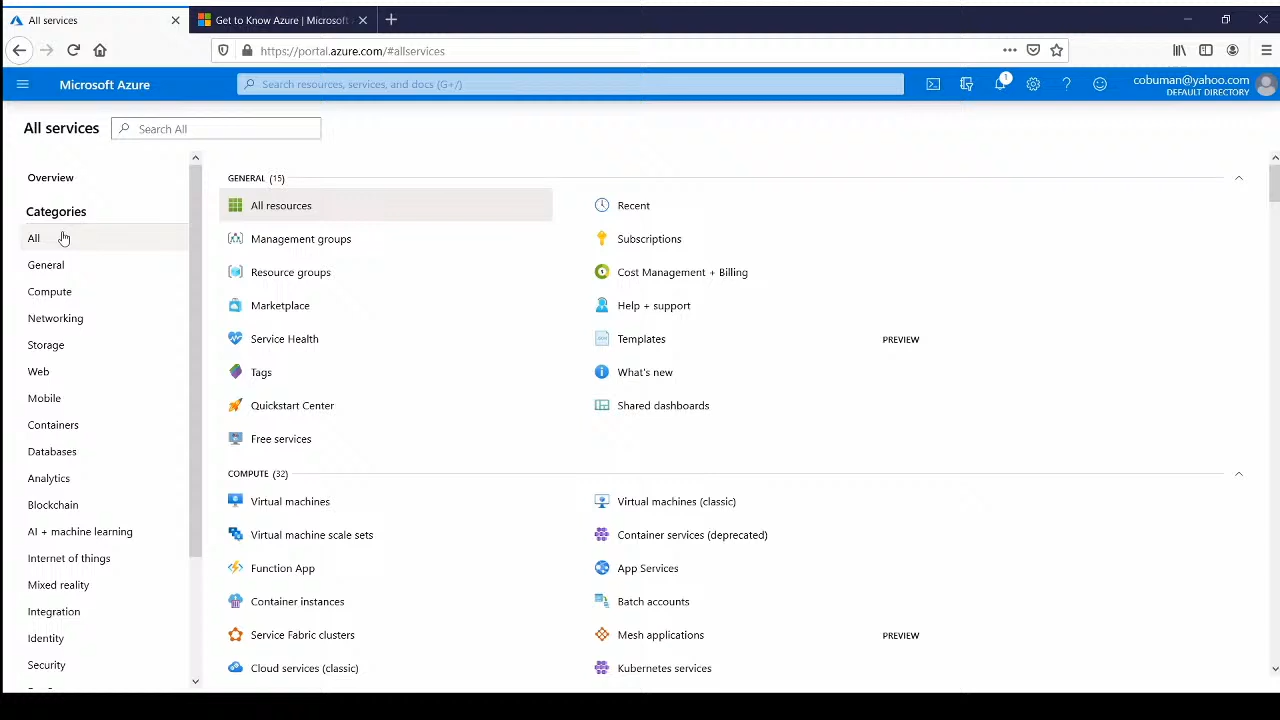 All services
Get to Know Azure | Microsoft
https://portal.azure.com/#allservices
Microsoft Azure
Search resources, services, and docs (G+/)
1
cobuman@yahoo.com
DEFAULT DIRECTORY
All services
Search All
Overview
Categories
All
General
Compute
Networking
Storage
Web
Mobile
Containers
Databases
Analytics
Blockchain
AI + machine learning
Internet of things
Mixed reality
Integration
Identity
Security
GENERAL (15)
All resources
Recent
Management groups
Subscriptions
Resource groups
Cost Management + Billing
Marketplace
Help + support
Service Health
Templates
PREVIEW
Tags
What's new
Quickstart Center
Shared dashboards
Free services
COMPUTE (32)
Virtual machines
Virtual machines (classic)
Virtual machine scale sets
Container services (deprecated)
Function App
App Services
Container instances
Batch accounts
Service Fabric clusters
Mesh applications
PREVIEW
Cloud services (classic)
Kubernetes services